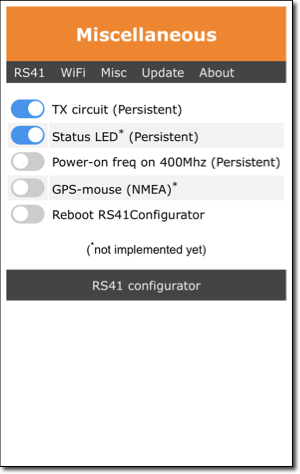 Miscellaneous
RS41 WiFi Misc Update About
TX circuit (Persistent)
Status LED* (Persistent)
Power-on freq on 400Mhz (Persistent)
GPS-mouse (NMEA)*
Reboot RS41Configurator
(*not implemented yet)
RS41 configurator